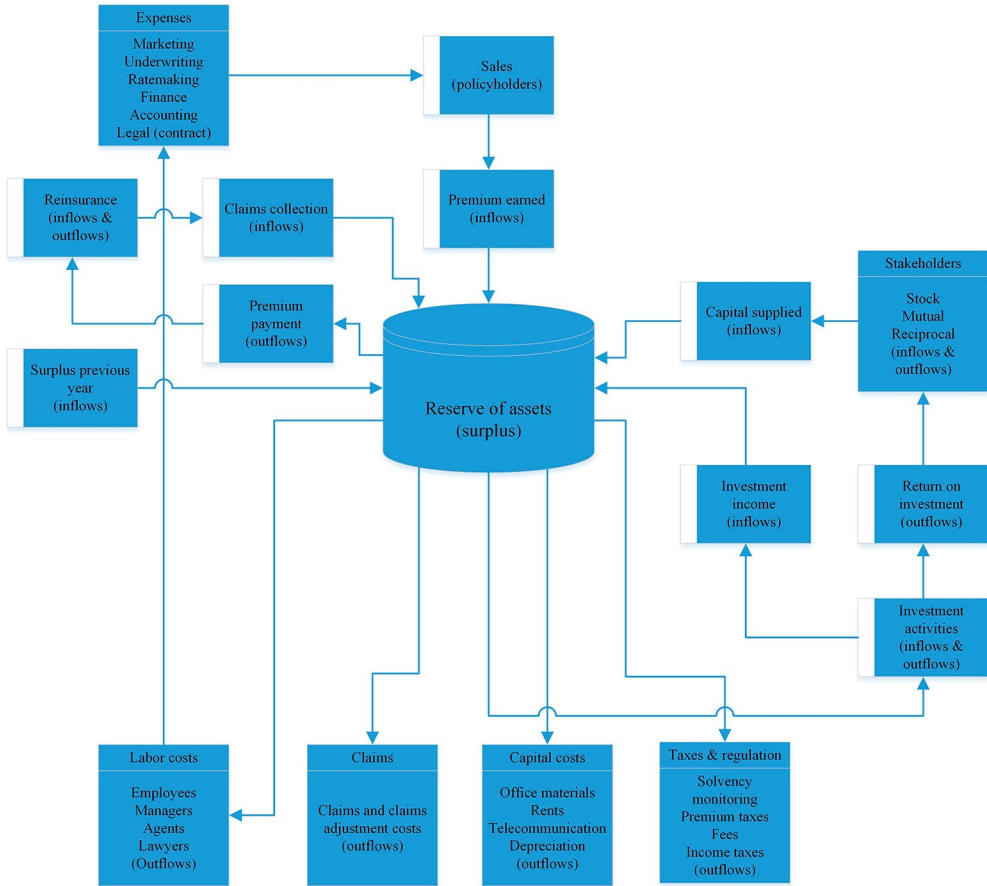 Expenses
Marketing
Underwriting
Ratemaking
Finance
Accounting
Legal (contract)
Sales
(policyholders)
Reinsurance
(inflows &
outflows)
Claims collection
(inflows)
Premium earned
(inflows)
Stakeholders
Stock
Mutual
Reciprocal
(inflows &
outflows)
Capital supplied
(inflows)
Premium
payment
(outflows)
Surplus previous
year
(inflows)
Reserve of assets
(surplus)
Investment
income
(inflows)
Return on
investment
(outflows)
Investment
activities
(inflows &
outflows)
Labor costs
Employees
Managers
Agents
Lawyers
(Outflows)
Claims
Claims and claims
adjustment costs
(outflows)
Capital costs
Office materials
Rents
Telecommunication
Depreciation
(outflows)
Taxes & regulation
Solvency
monitoring
Premium taxes
Fees
Income taxes
(outflows)